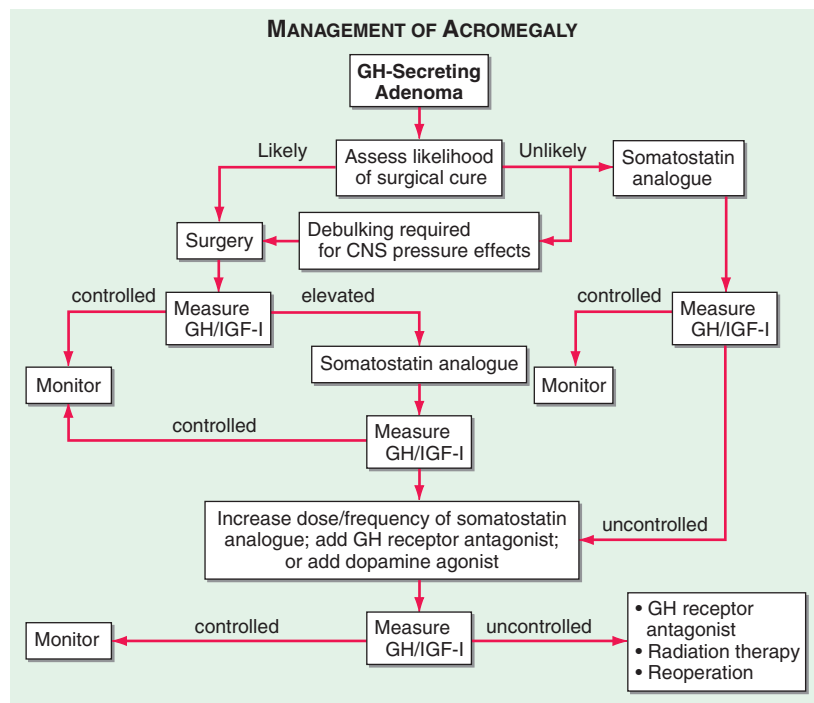 MANAGEMENT OF ACROMEGALY
GH-Secreting
Adenoma
Likely
Assess likelihood
of surgical cure
Unlikely
Somatostatin
analogue
Surgery
Debulking required
for CNS pressure effects
controlled
Measure
GH/IGF-I
elevated
controlled
Measure
GH/IGF-I
Monitor
Somatostatin analogue
Monitor
controlled
Measure
GH/IGF-I
Increase dose/frequency of somatostatin
analogue; add GH receptor antagonist;
or add dopamine agonist
uncontrolled
Monitor
controlled
Measure
GH/IGF-I
uncontrolled
• GH receptor
antagonist
• Radiation therapy
• Reoperation